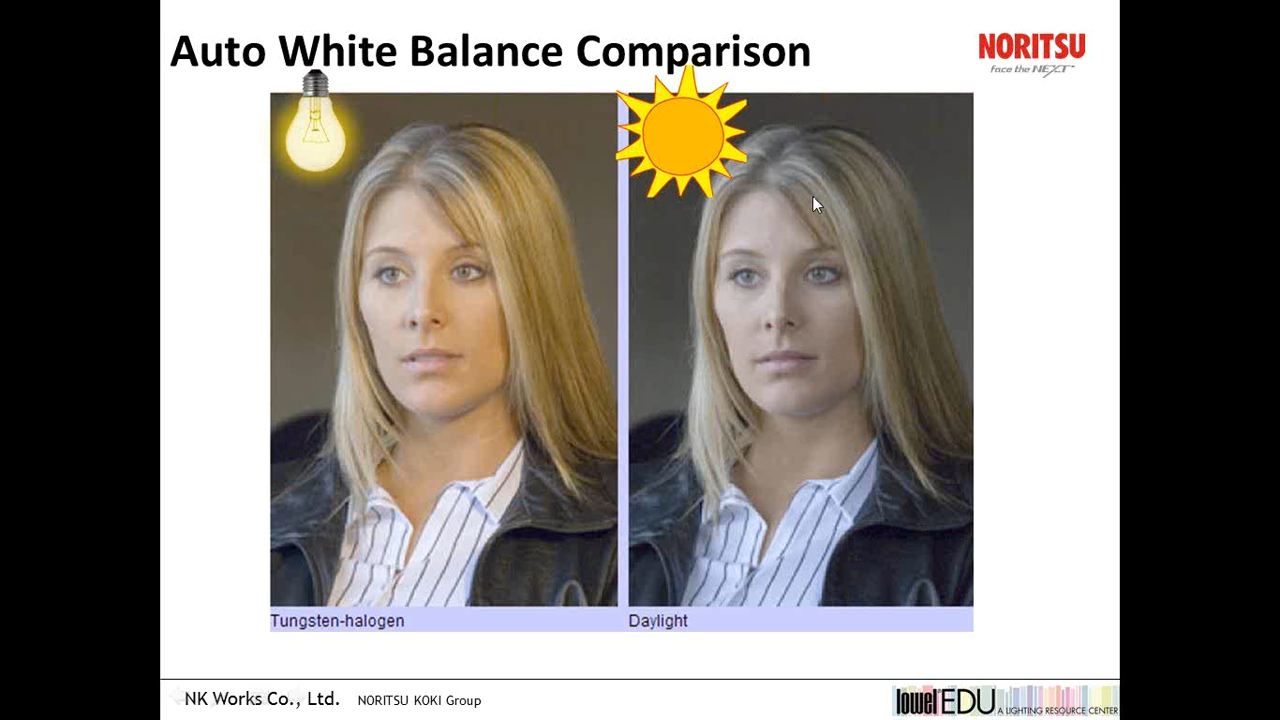 Auto White Balance Comparison
NORITSU
face the NEXT
Tungsten-halogen
Daylight
NK Works Co., Ltd. NORITSU KOKI Group
lowel EDU A LIGHTING RESOURCE CENTER